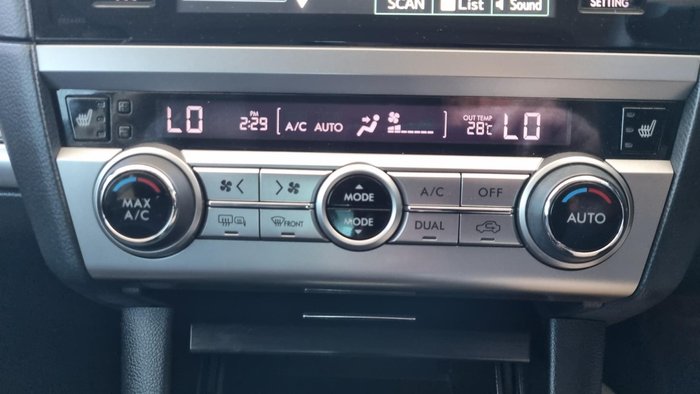 SCAN List Sound SETTING
LO PM 2:29 A/C AUTO OUT TEMP 28°C LO
MAX A/C MODE A/C OFF AUTO
FRONT MODE DUAL